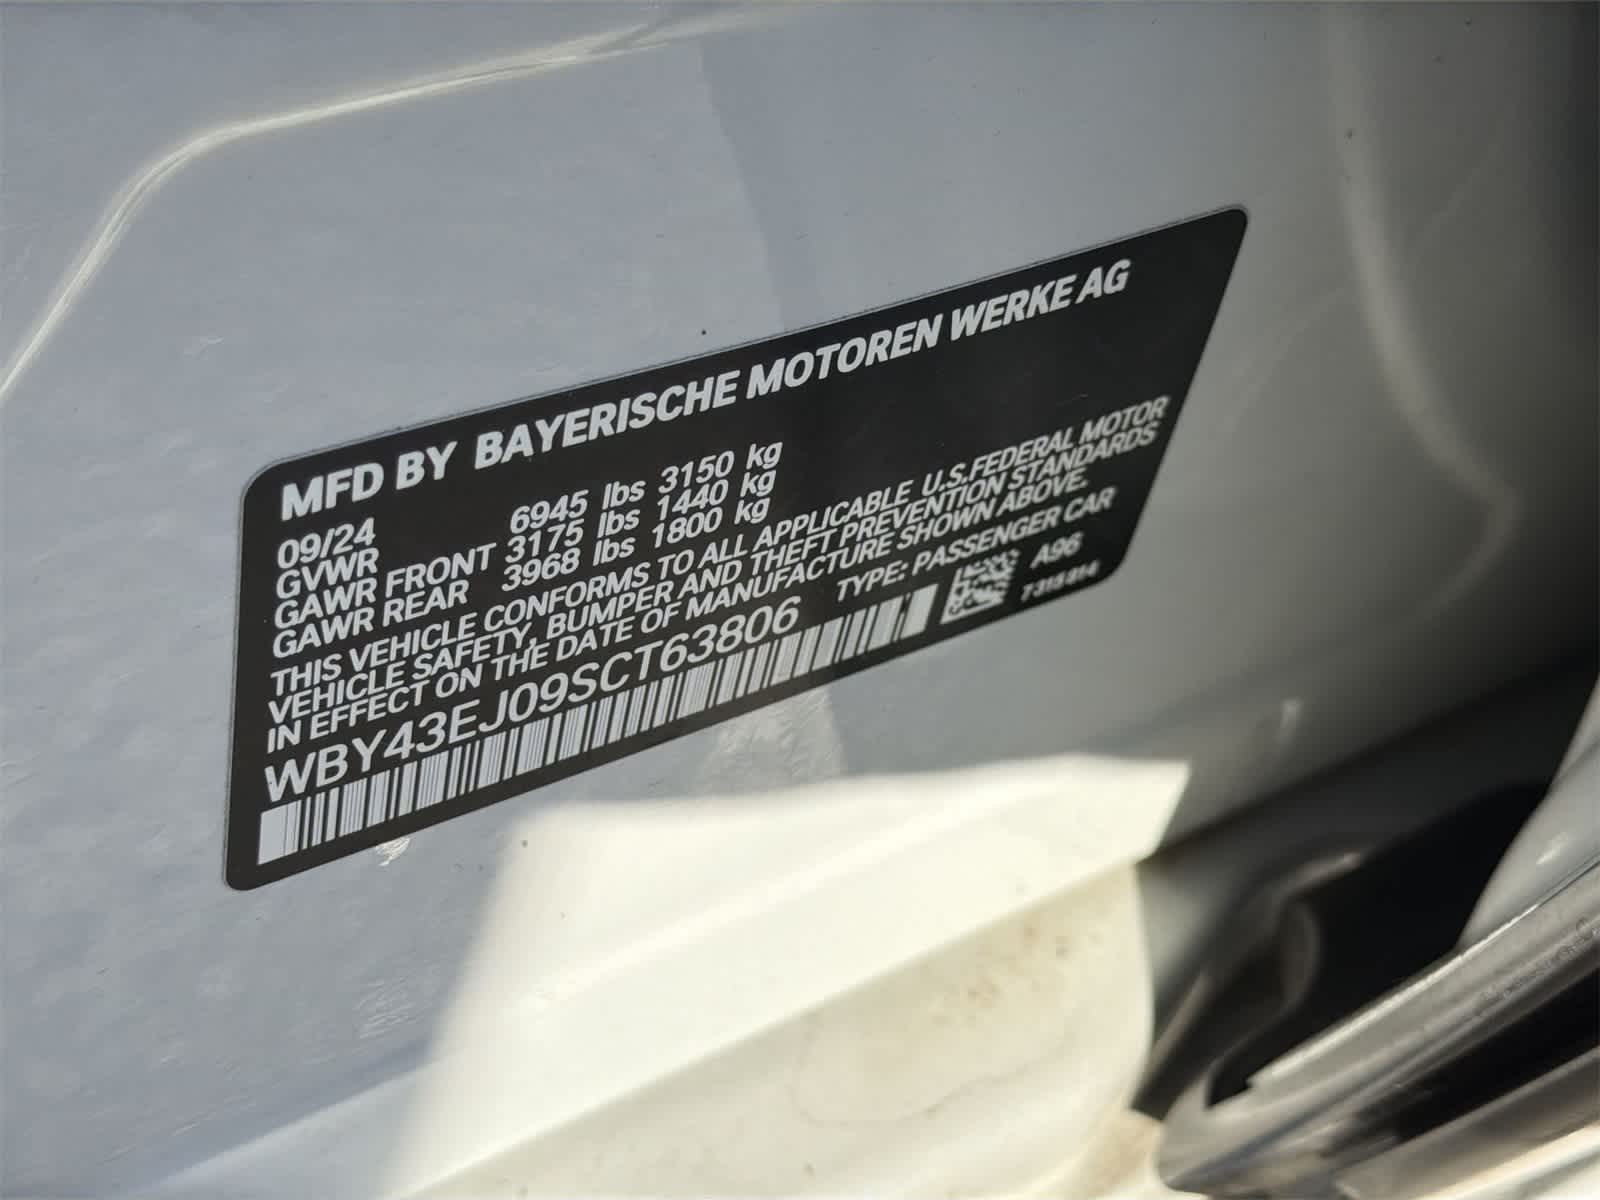 MFD BY BAYERISCHE MOTOREN WERKE AG
09/24
GVWR 6945 lbs 3150 kg
GAWR FRONT 3175 lbs 1440 kg
GAWR REAR 3968 lbs 1800 kg
THIS VEHICLE CONFORMS TO ALL APPLICABLE U.S.FEDERAL MOTOR
VEHICLE SAFETY, BUMPER AND THEFT PREVENTION STANDARDS
IN EFFECT ON THE DATE OF MANUFACTURE SHOWN ABOVE.
WBY43EJ09SCT63806 TYPE: PASSENGER CAR
A96
7315814